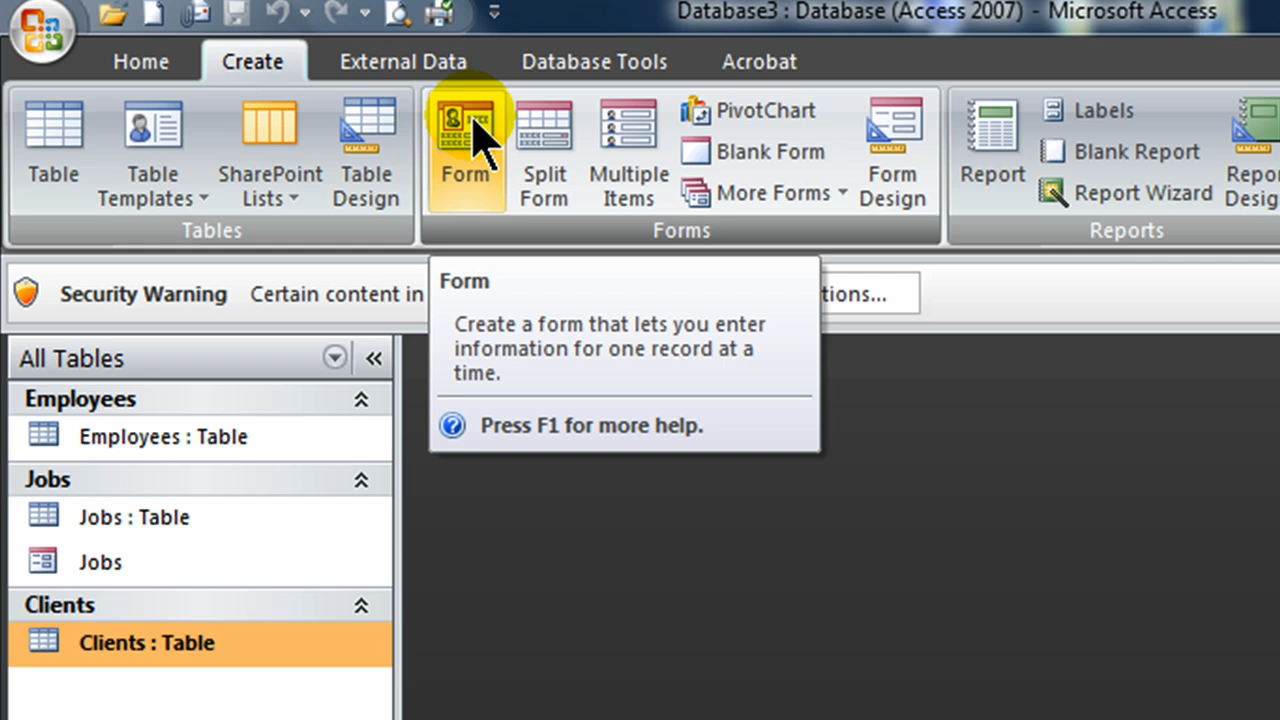 Database3 : Database (Access 2007) - Microsoft Access
Home Create External Data Database Tools Acrobat
Table
Table
Templates
SharePoint
Lists
Table
Design
Tables
Form
Split
Form
Multiple
Items
PivotChart
Blank Form
More Forms
Form
Design
Forms
Report
Labels
Blank Report
Report Wizard
Reports
Security Warning Certain content in
Form
Create a form that lets you enter
information for one record at a
time.
Press F1 for more help.
All Tables
Employees
Employees : Table
Jobs
Jobs : Table
Jobs
Clients
Clients : Table